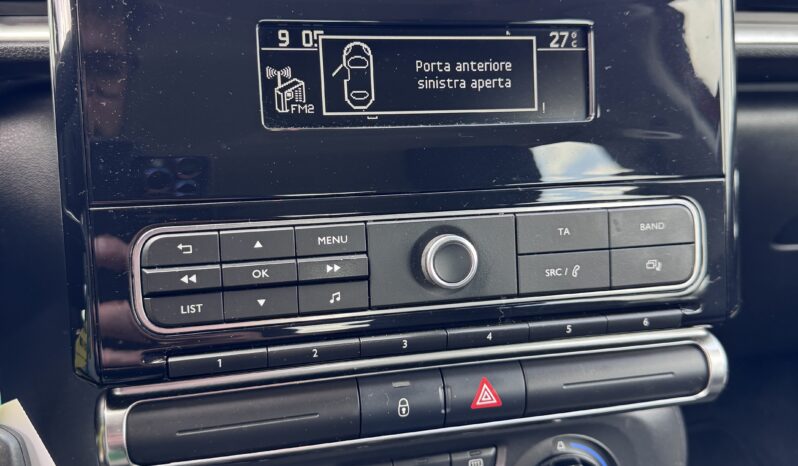 9 05
Porta anteriore
sinistra aperta
27°C
FM2
MENU
TA
BAND
OK
SRC /
LIST
1 2 3 4 5 6